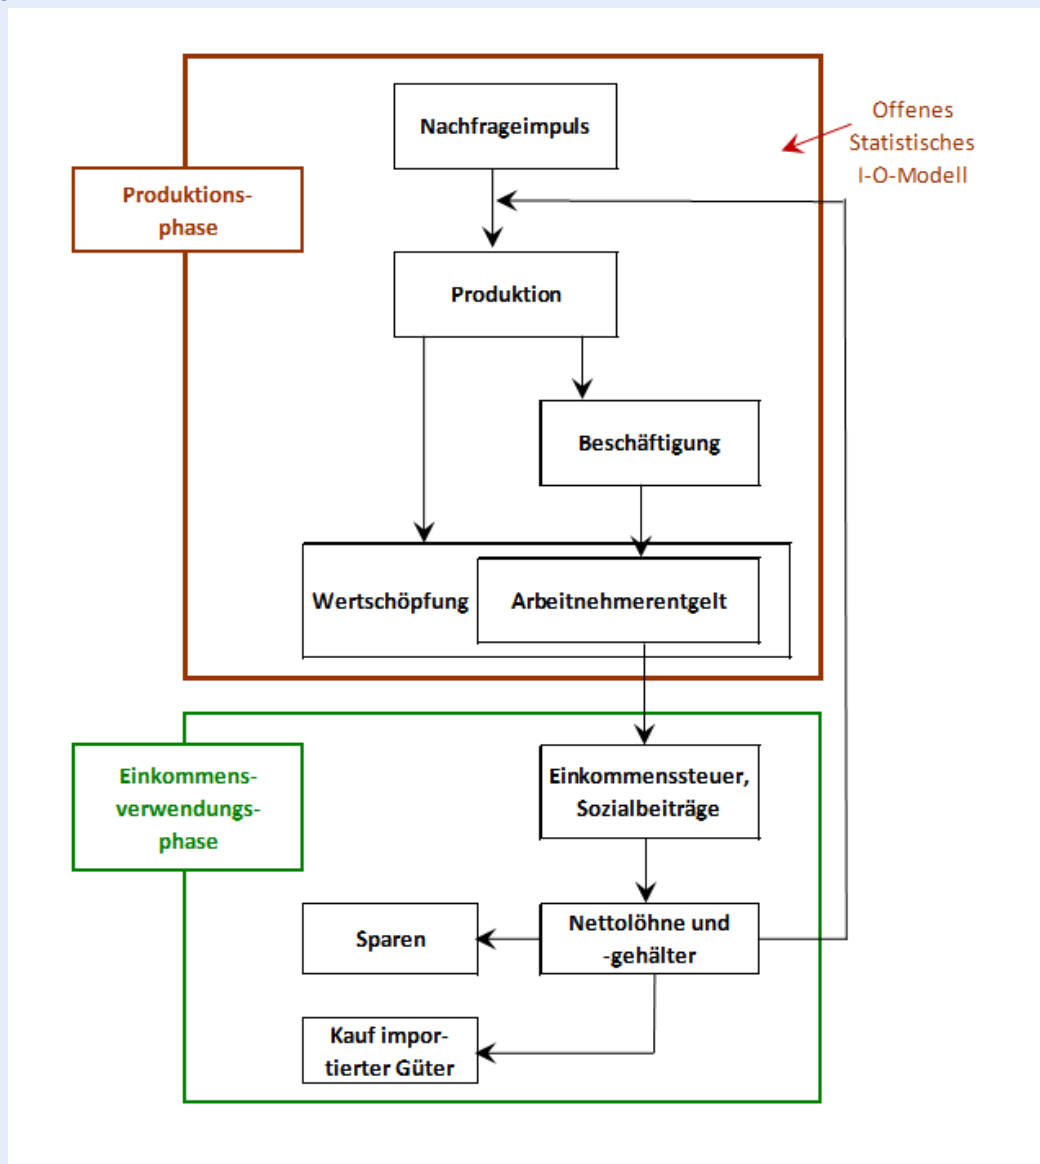 Nachfrageimpuls
Offenes
Statistisches
I-O-Modell
Produktions-
phase
Produktion
Beschäftigung
Wertschöpfung
Arbeitnehmerentgelt
Einkommens-
verwendungs-
phase
Einkommenssteuer,
Sozialbeiträge
Sparen
Nettolöhne und
-gehälter
Kauf impor-
tierter Güter